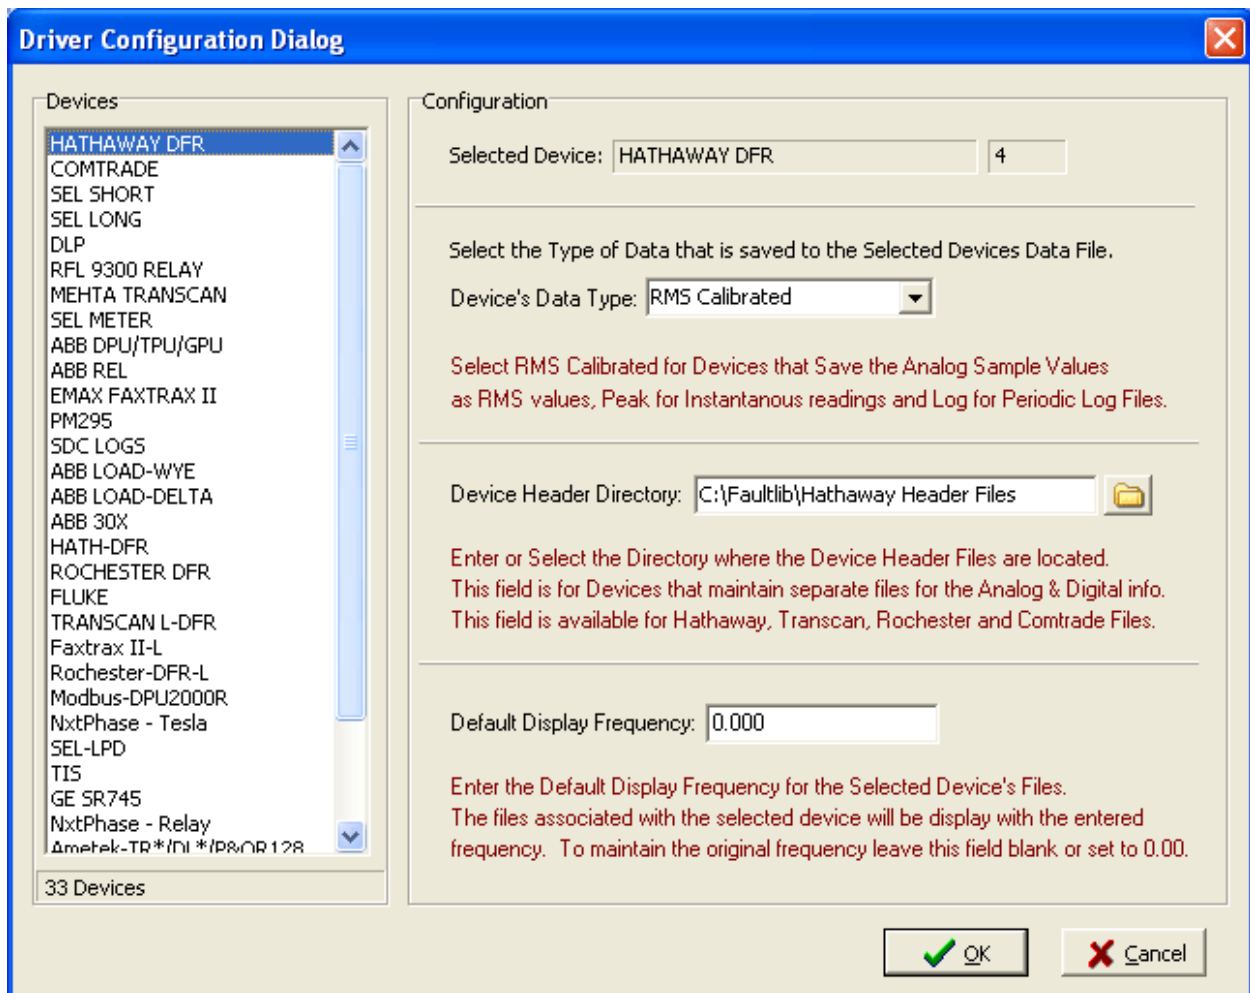 Driver Configuration Dialog
Devices
HATHAWAY DFR
COMTRADE
SEL SHORT
SEL LONG
DLP
RFL 9300 RELAY
MEHTA TRANSCAN
SEL METER
ABB DPU/TPU/GPU
ABB REL
EMAX FAXTRAX II
PM295
SDC LOGS
ABB LOAD-WYE
ABB LOAD-DELTA
ABB 30X
HATH-DFR
ROCHESTER DFR
FLUKE
TRANSCAN L-DFR
Faxtrax II-L
Rochester-DFR-L
Modbus-DPU2000R
NxtPhase - Tesla
SEL-LPD
TIS
GE SR745
NxtPhase - Relay
Ametek-TR*/DL*/P&QR128
33 Devices
Configuration
Selected Device: HATHAWAY DFR 4
Select the Type of Data that is saved to the Selected Devices Data File.
Device's Data Type: RMS Calibrated
Select RMS Calibrated for Devices that Save the Analog Sample Values
as RMS values, Peak for Instantanous readings and Log for Periodic Log Files.
Device Header Directory: C:\Faultlib\Hathaway Header Files
Enter or Select the Directory where the Device Header Files are located.
This field is for Devices that maintain separate files for the Analog & Digital info.
This field is available for Hathaway, Transcan, Rochester and Comtrade Files.
Default Display Frequency: 0.000
Enter the Default Display Frequency for the Selected Device's Files.
The files associated with the selected device will be display with the entered
frequency. To maintain the original frequency leave this field blank or set to 0.00.
OK
Cancel